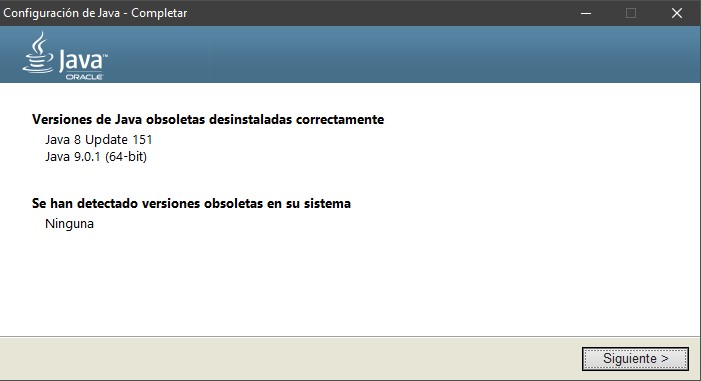 Configuración de Java - Completar
Java™
ORACLE
Versiones de Java obsoletas desinstaladas correctamente
Java 8 Update 151
Java 9.0.1 (64-bit)
Se han detectado versiones obsoletas en su sistema
Ninguna
Siguiente >